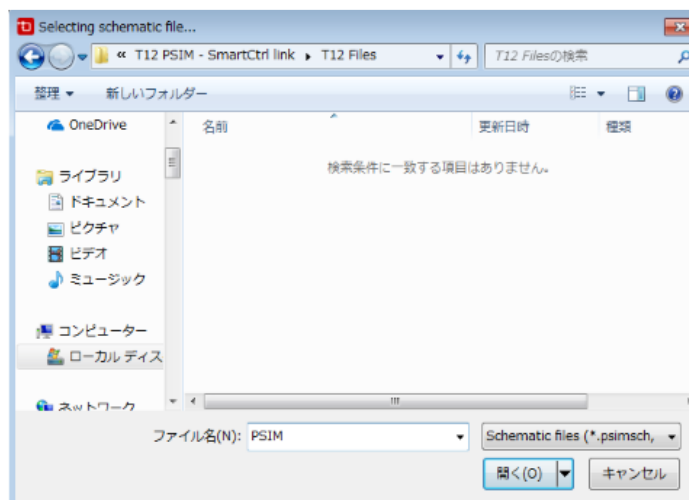 Selecting schematic file...
« T12 PSIM - SmartCtrl link ▸ T12 Files
T12 Filesの検索
整理 ▼ 新しいフォルダー
OneDrive
名前 更新日時 種類
検索条件に一致する項目はありません。
ライブラリ
ドキュメント
ピクチャ
ビデオ
ミュージック
コンピューター
ローカル ディス
ネットワーク
ファイル名(N): PSIM
Schematic files (*.psimsch,
開く(O) キャンセル